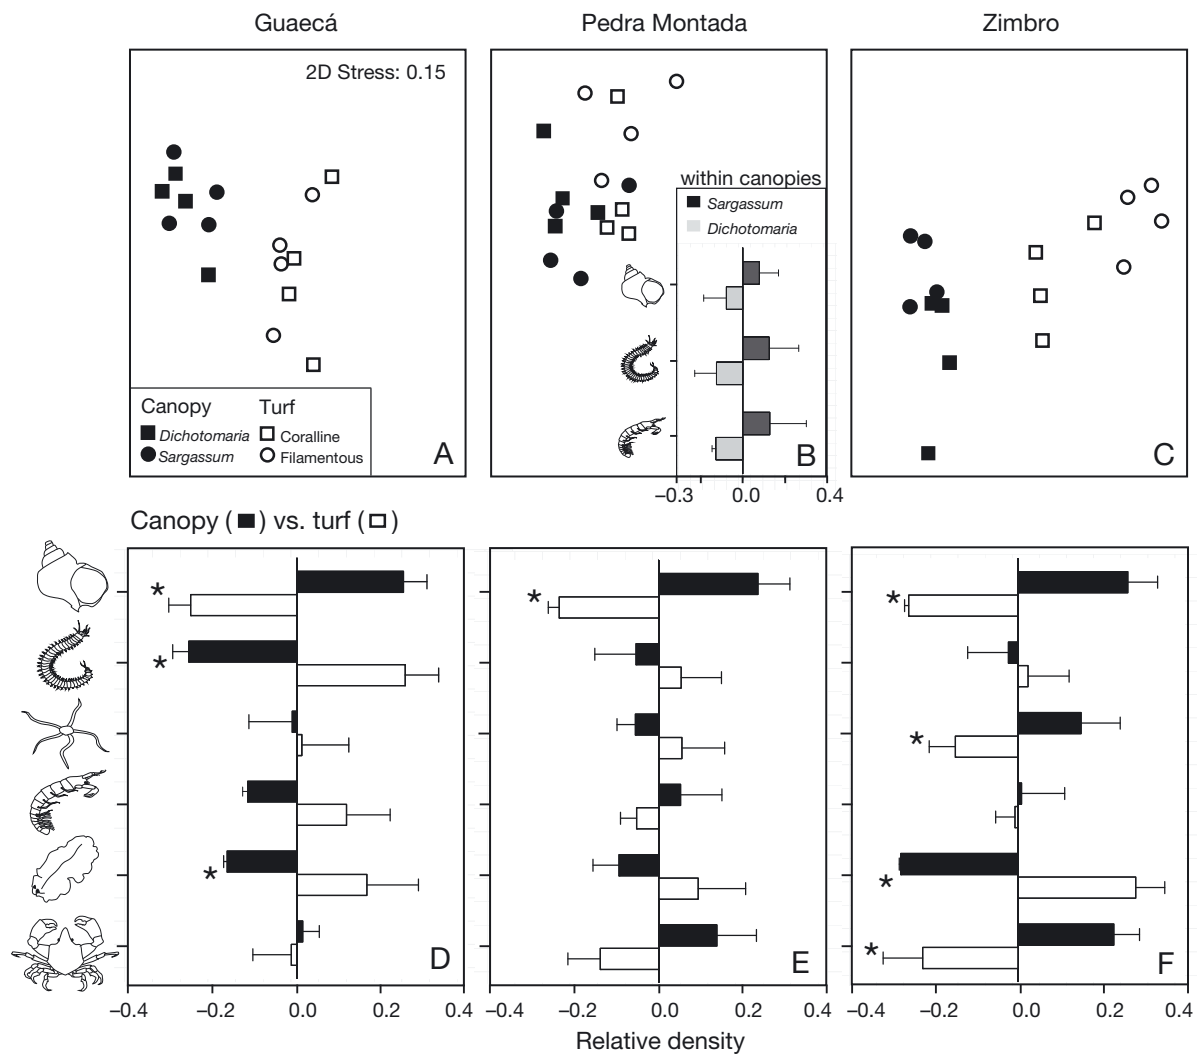 Guaecá
Pedra Montada
Zimbro
2D Stress: 0.15
Canopy Turf
Dichotomaria Coralline
Sargassum Filamentous
A
within canopies
Sargassum
Dichotomaria
B
−0.3 0.0 0.4
C
Canopy ( ■ ) vs. turf ( □ )
*
*
*
D
−0.4 −0.2 0.0 0.2 0.4
*
E
−0.4 −0.2 0.0 0.2 0.4
*
*
*
*
F
−0.4 −0.2 0.0 0.2 0.4
Relative density